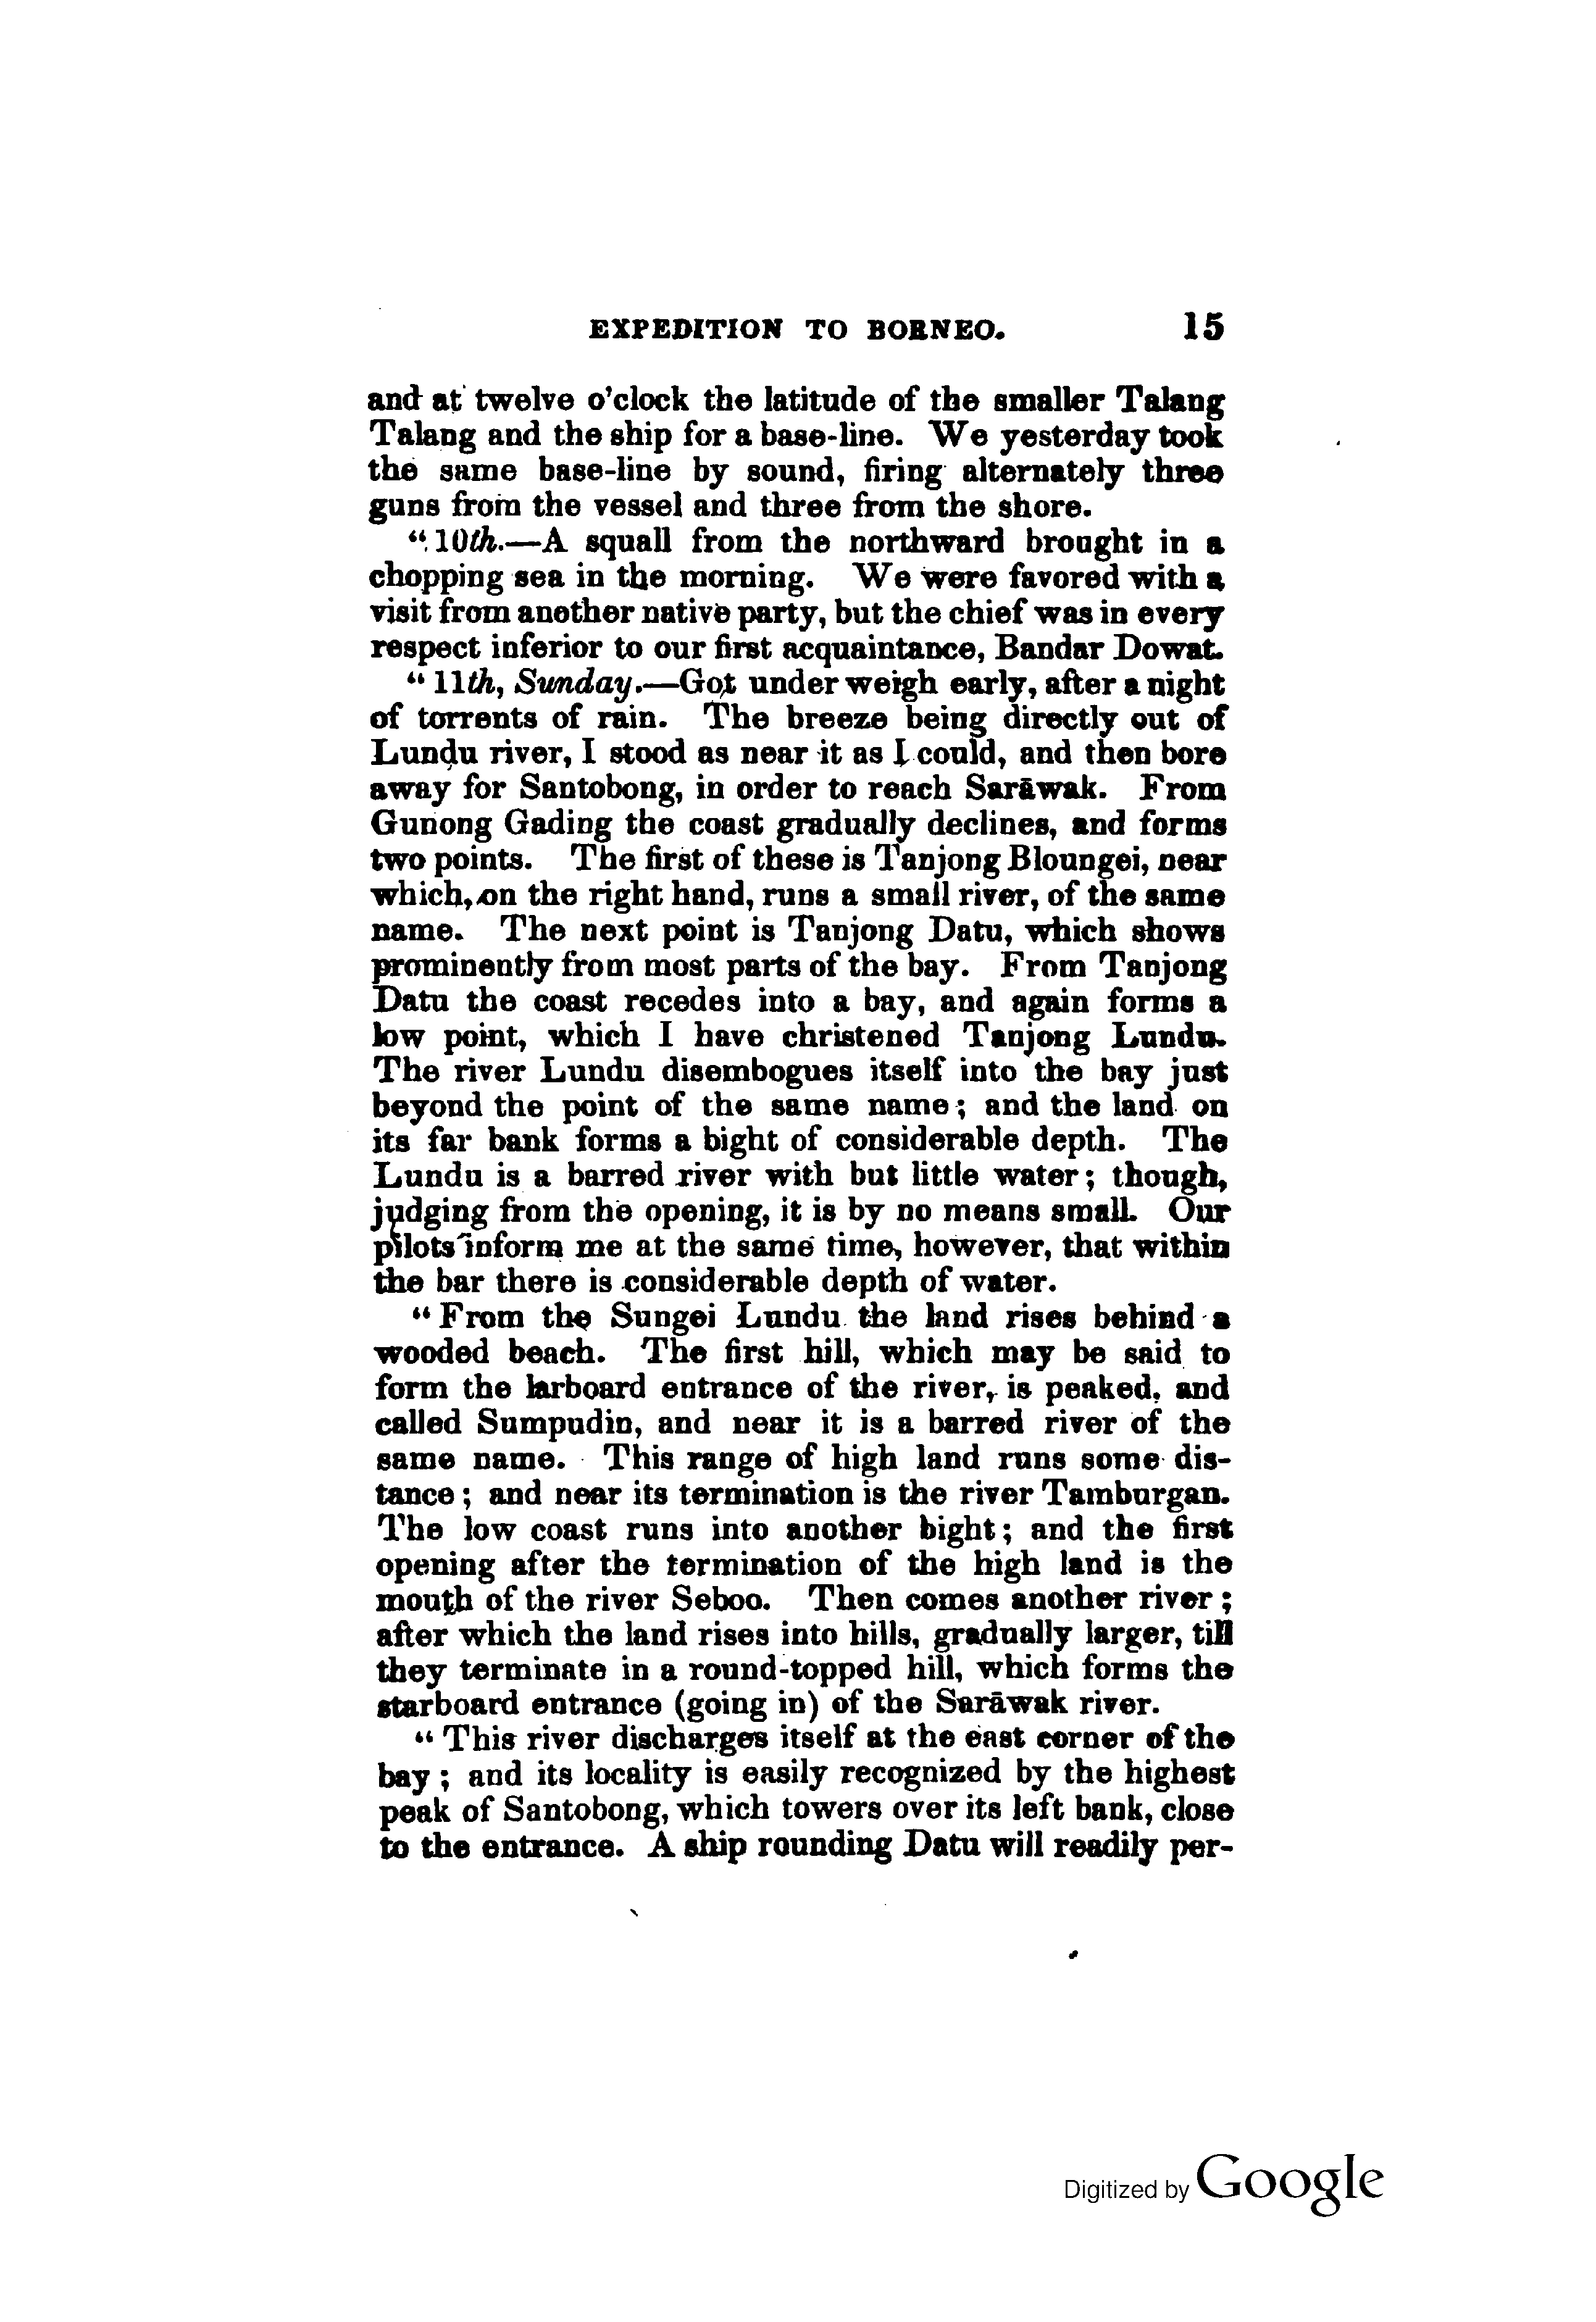 EXPEDITION TO BORNEO. 15
and at twelve o'clock the latitude of the smaller Talang
Talang and the ship for a base-line. We yesterday took
the same base-line by sound, firing alternately three
guns from the vessel and three from the shore.
"10th.—A squall from the northward brought in a
chopping sea in the morning. We were favored with a
visit from another native party, but the chief was in every
respect inferior to our first acquaintance, Bandar Dowat.
"11th, Sunday.—Got under weigh early, after a night
of torrents of rain. The breeze being directly out of
Lundu river, I stood as near it as I could, and then bore
away for Santobong, in order to reach Sarāwak. From
Gunong Gading the coast gradually declines, and forms
two points. The first of these is Tanjong Bloungei, near
which, on the right hand, runs a small river, of the same
name. The next point is Tanjong Datu, which shows
prominently from most parts of the bay. From Tanjong
Datu the coast recedes into a bay, and again forms a
low point, which I have christened Tanjong Lundu.
The river Lundu disembogues itself into the bay just
beyond the point of the same name; and the land on
its far bank forms a bight of considerable depth. The
Lundu is a barred river with but little water; though,
judging from the opening, it is by no means small. Our
pilots inform me at the same time, however, that within
the bar there is considerable depth of water.
"From the Sungei Lundu the land rises behind a
wooded beach. The first hill, which may be said to
form the larboard entrance of the river, is peaked, and
called Sumpudin, and near it is a barred river of the
same name. This range of high land runs some dis-
tance; and near its termination is the river Tamburgan.
The low coast runs into another bight; and the first
opening after the termination of the high land is the
mouth of the river Seboo. Then comes another river;
after which the land rises into hills, gradually larger, till
they terminate in a round-topped hill, which forms the
starboard entrance (going in) of the Sarāwak river.
"This river discharges itself at the east corner of the
bay; and its locality is easily recognized by the highest
peak of Santobong, which towers over its left bank, close
to the entrance. A ship rounding Datu will readily per-
Digitized by Google